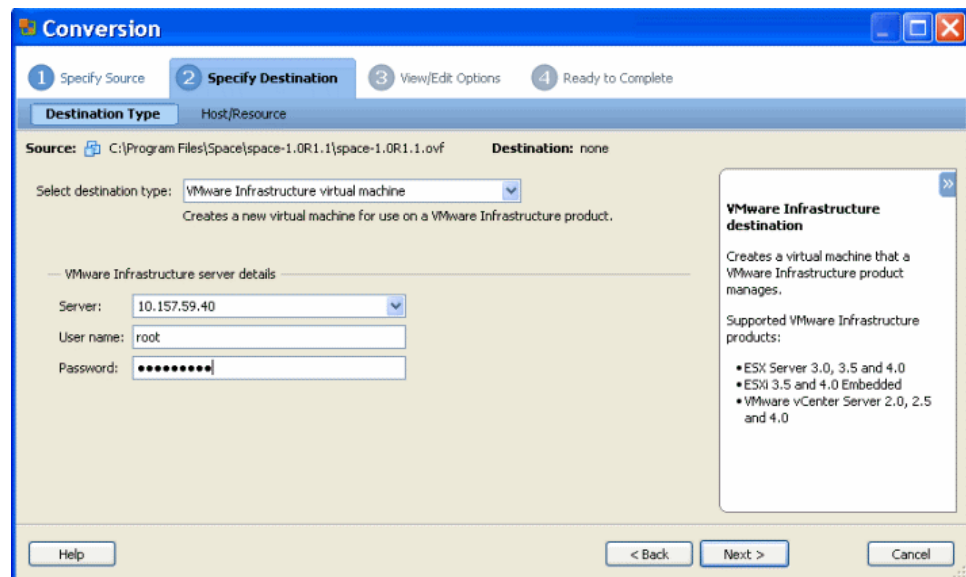 Conversion
1 Specify Source 2 Specify Destination 3 View/Edit Options 4 Ready to Complete
Destination Type Host/Resource
Source: C:\Program Files\Space\space-1.0R1.1\space-1.0R1.1.ovf Destination: none
Select destination type: VMware Infrastructure virtual machine
Creates a new virtual machine for use on a VMware Infrastructure product.
VMware Infrastructure server details
Server: 10.157.59.40
User name: root
Password: •••••••••
»
VMware Infrastructure
destination
Creates a virtual machine that a
VMware Infrastructure product
manages.
Supported VMware Infrastructure
products:
• ESX Server 3.0, 3.5 and 4.0
• ESXi 3.5 and 4.0 Embedded
• VMware vCenter Server 2.0, 2.5
and 4.0
Help < Back Next > Cancel